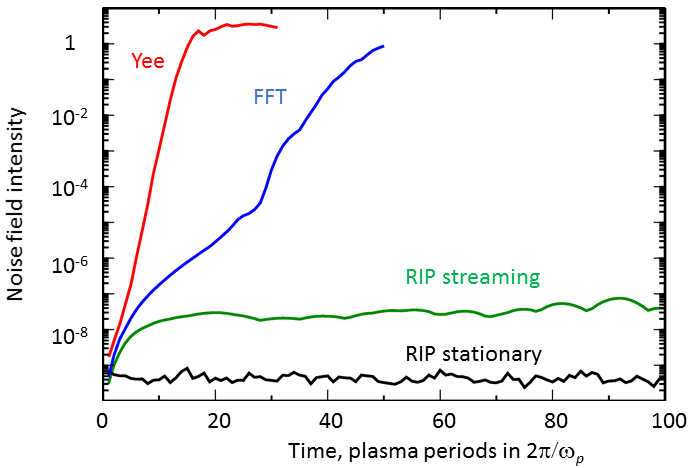 1
Yee
FFT
10⁻²
10⁻⁴
10⁻⁶
10⁻⁸
Noise field intensity
RIP streaming
RIP stationary
0 20 40 60 80 100
Time, plasma periods in 2π/ωₚ